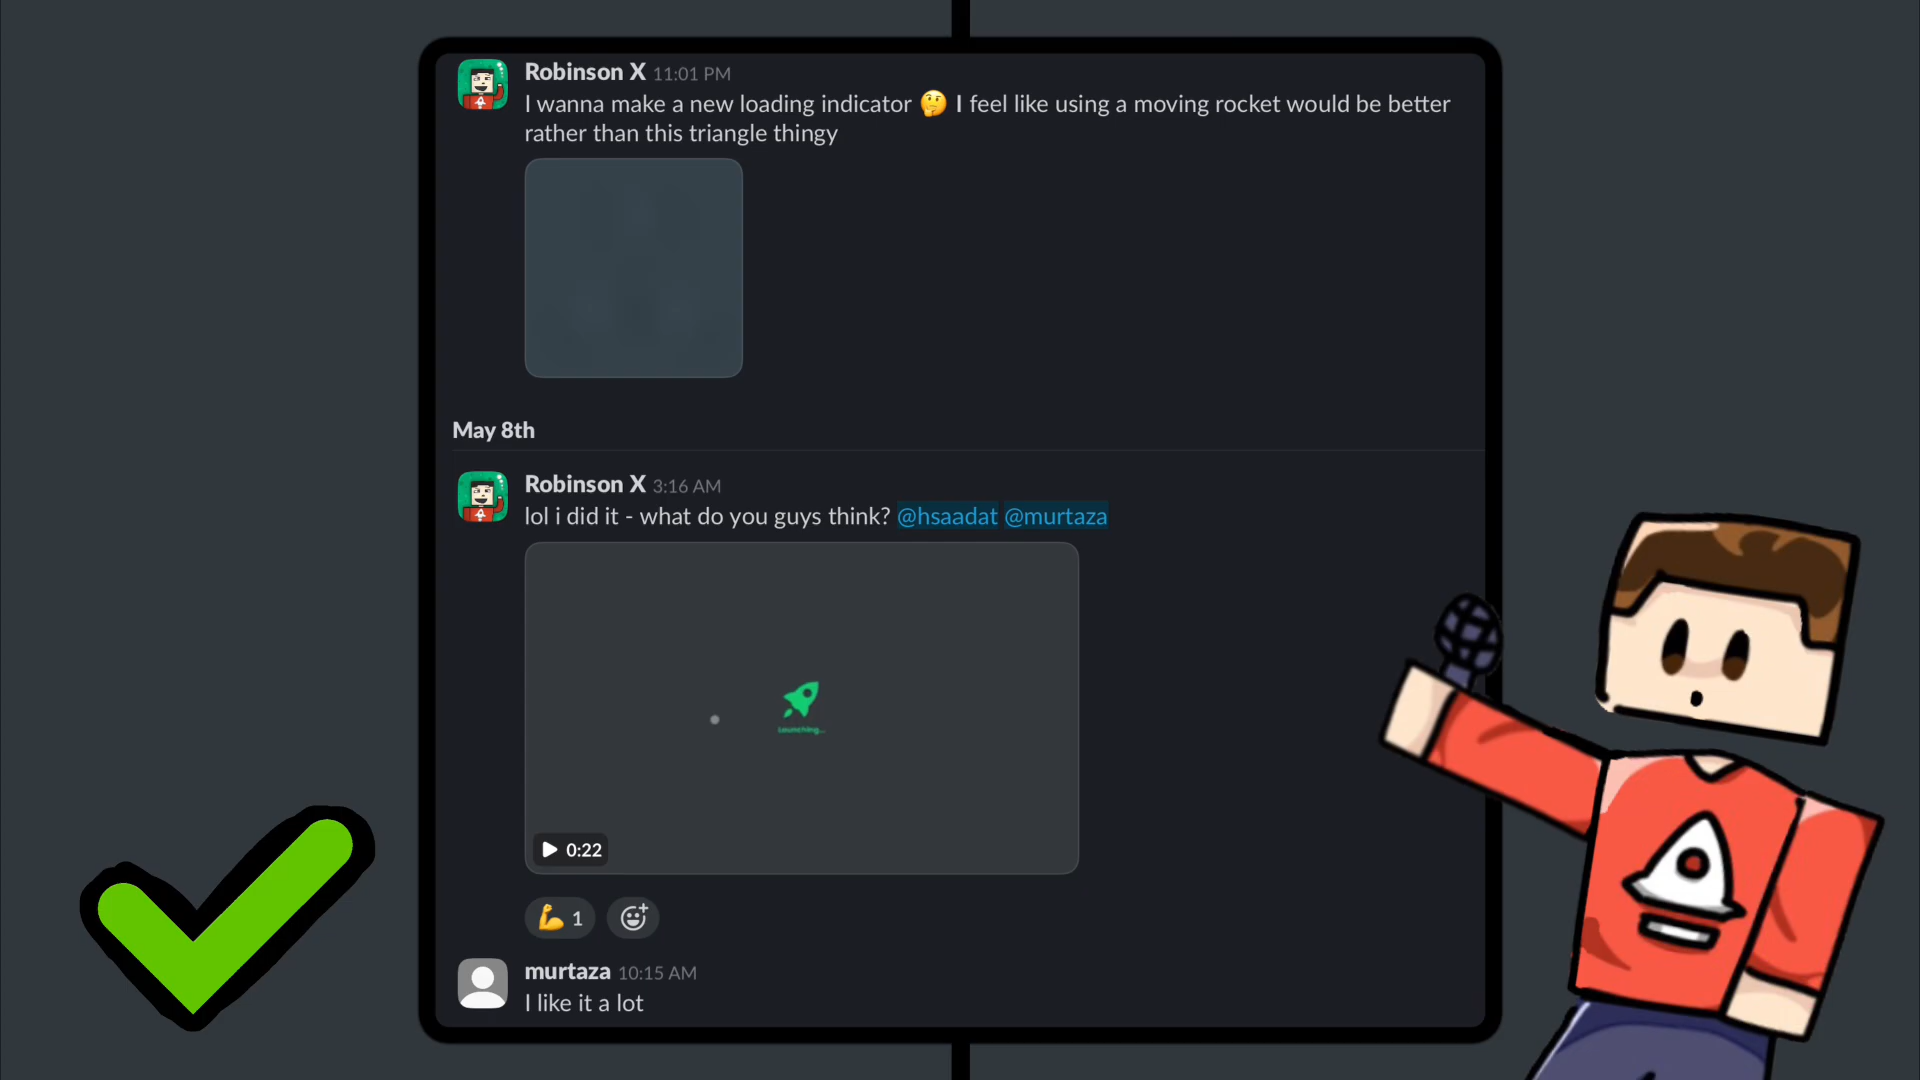 Robinson X 11:01 PM
I wanna make a new loading indicator 🤔 I feel like using a moving rocket would be better
rather than this triangle thingy
May 8th
Robinson X 3:16 AM
lol i did it - what do you guys think? @hsaadat @murtaza
Launching...
0:22
💪 1
murtaza 10:15 AM
I like it a lot